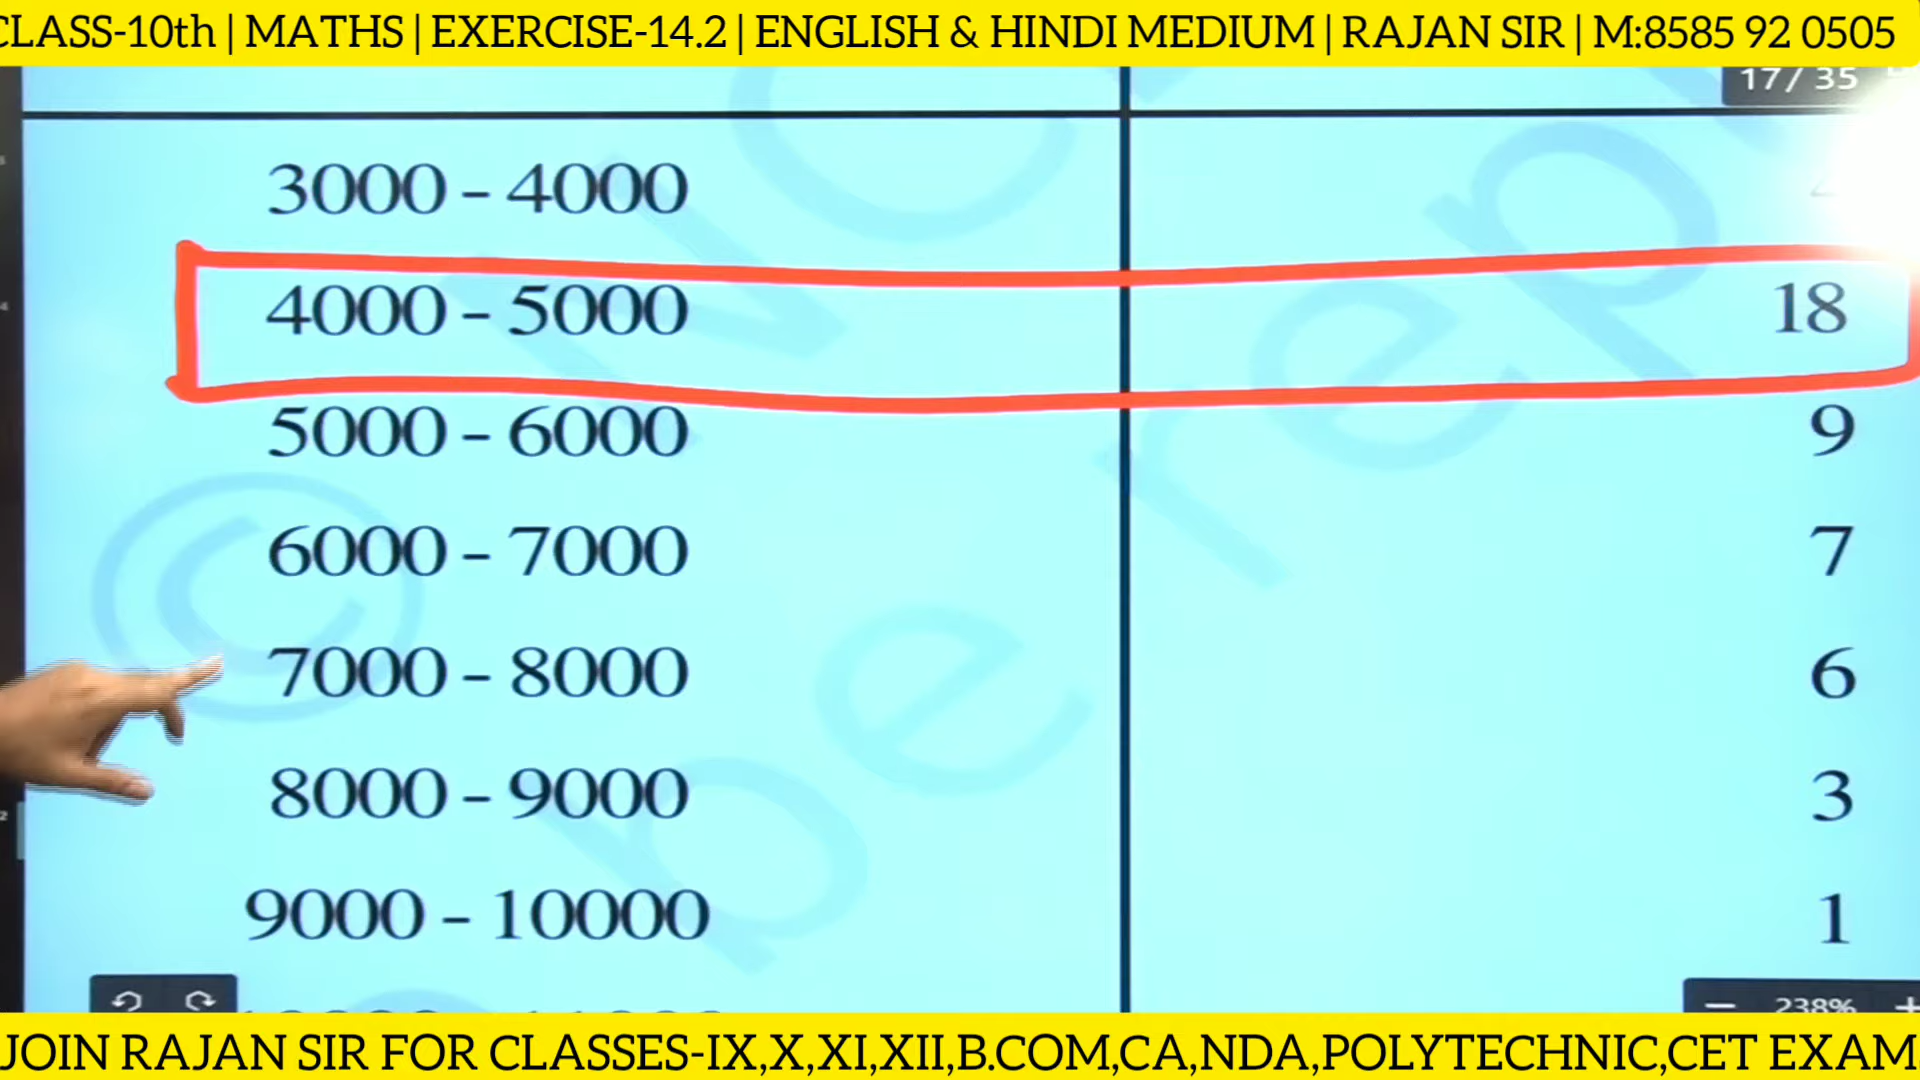 CLASS-10th | MATHS | EXERCISE-14.2 | ENGLISH & HINDI MEDIUM | RAJAN SIR | M:8585 92 0505
17/ 35
3000 - 4000 4
4000 - 5000 18
5000 - 6000 9
6000 - 7000 7
7000 - 8000 6
8000 - 9000 3
9000 - 10000 1
238%
JOIN RAJAN SIR FOR CLASSES-IX,X,XI,XII,B.COM,CA,NDA,POLYTECHNIC,CET EXAM